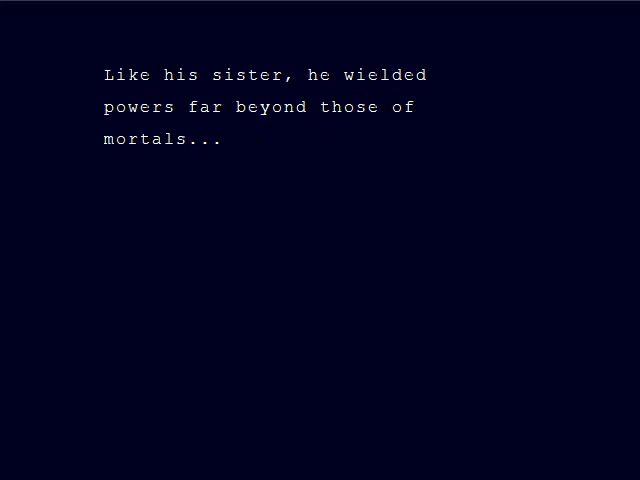 Like his sister, he wielded
powers far beyond those of
mortals...